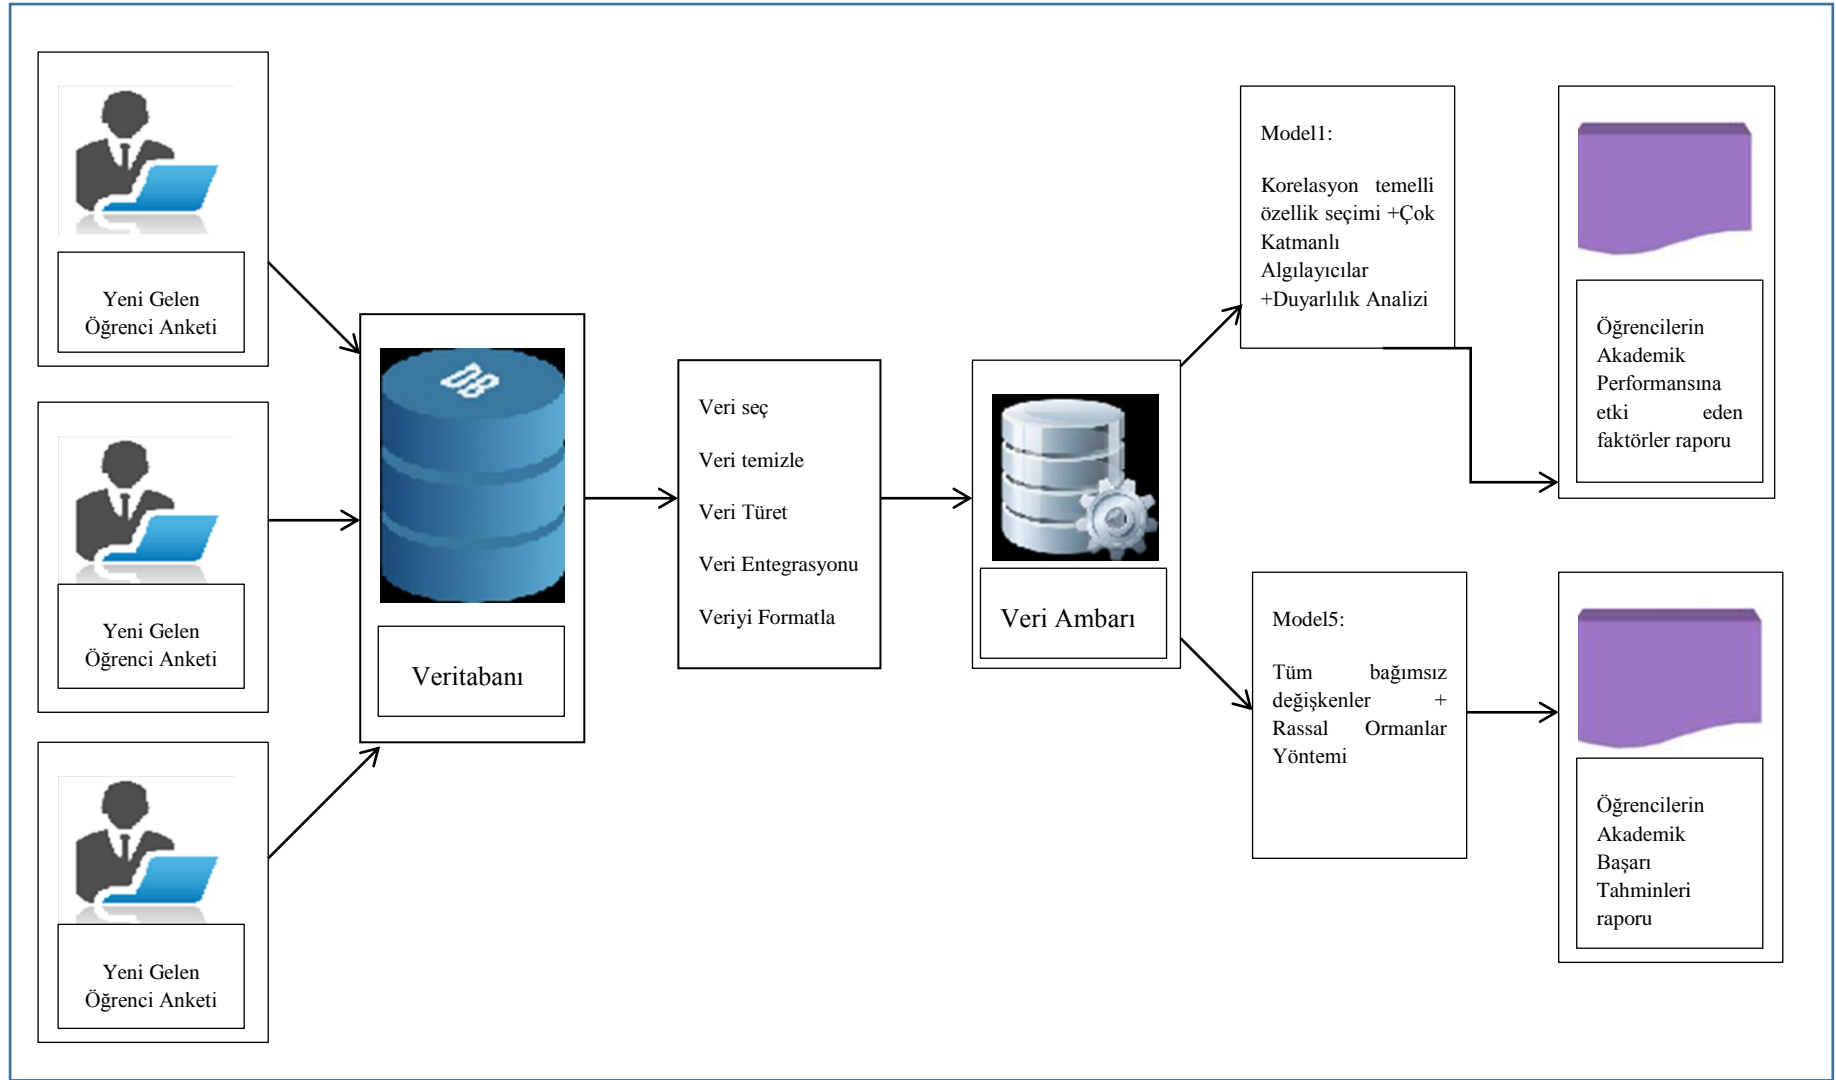 Yeni Gelen
Öğrenci Anketi
Yeni Gelen
Öğrenci Anketi
Yeni Gelen
Öğrenci Anketi
DB
Veritabanı
Veri seç
Veri temizle
Veri Türet
Veri Entegrasyonu
Veriyi Formatla
Veri Ambarı
Model1:
Korelasyon temelli
özellik seçimi +Çok
Katmanlı
Algılayıcılar
+Duyarlılık Analizi
Öğrencilerin
Akademik
Performansına
etki eden
faktörler raporu
Model5:
Tüm bağımsız
değişkenler +
Rassal Ormanlar
Yöntemi
Öğrencilerin
Akademik
Başarı
Tahminleri
raporu